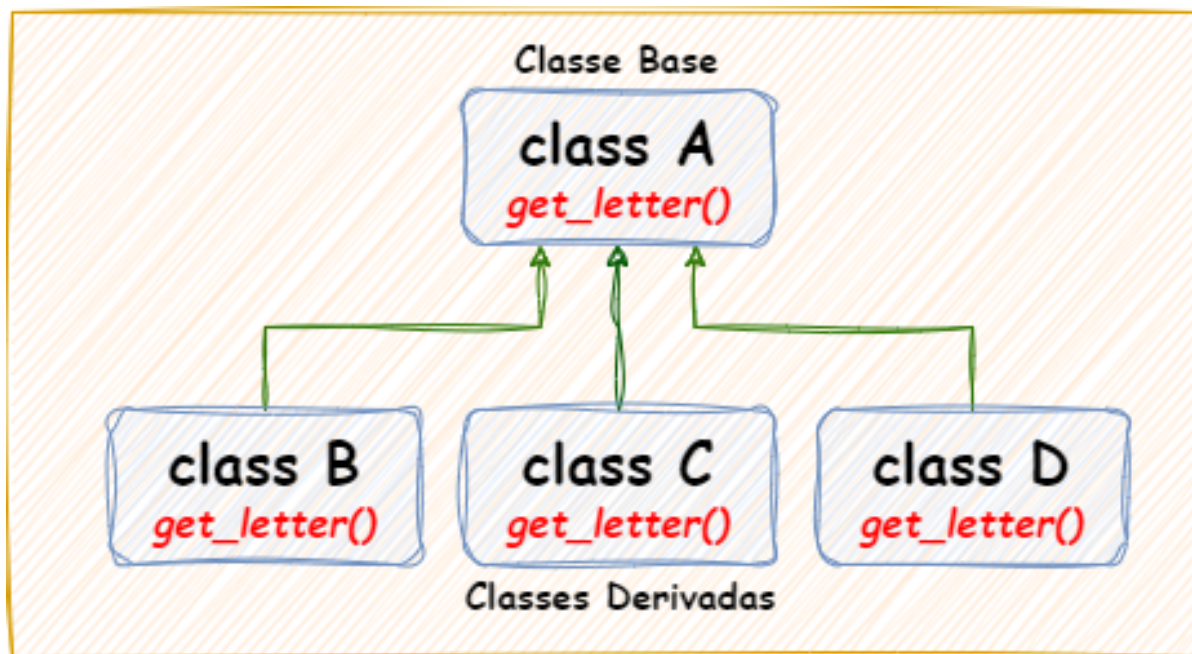 Classe Base
class A
get_letter()
class B
get_letter()
class C
get_letter()
class D
get_letter()
Classes Derivadas